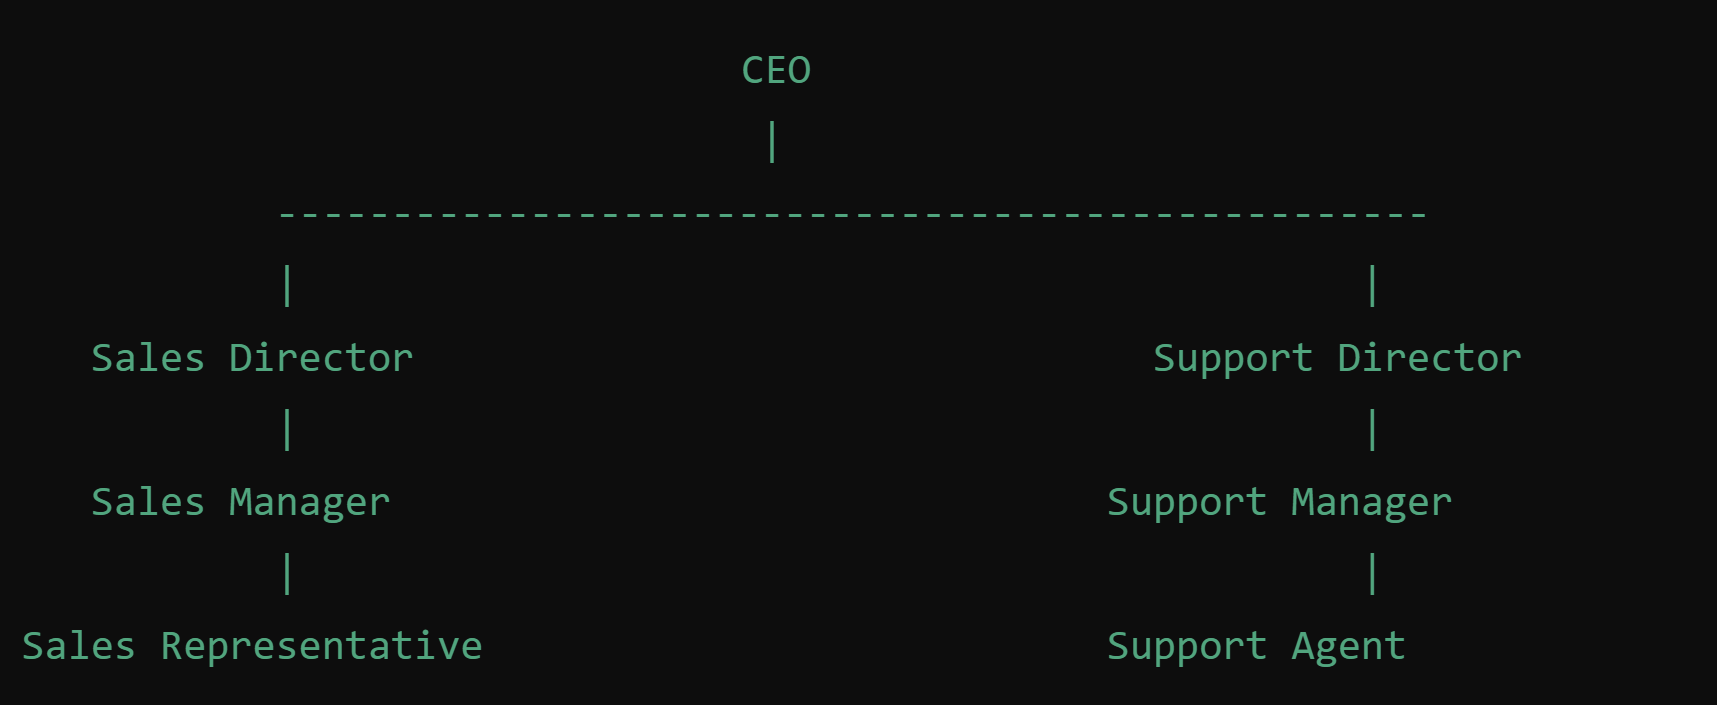 CEO
|
--------------------------------------------------
| |
Sales Director Support Director
| |
Sales Manager Support Manager
| |
Sales Representative Support Agent